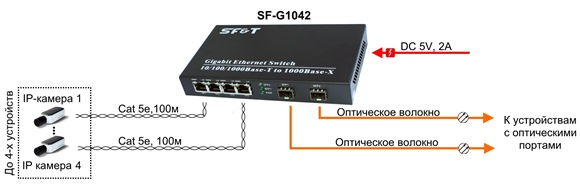 SF-G1042
SF&T
Gigabit Ethernet Switch
10/100/1000Base-T to 1000Base-X
DC 5V, 2A
До 4-х устройств
IP-камера 1
Cat 5e,100м
IP камера 4
Cat 5e, 100м
Оптическое волокно
Оптическое волокно
К устройствам
с оптическими
портами